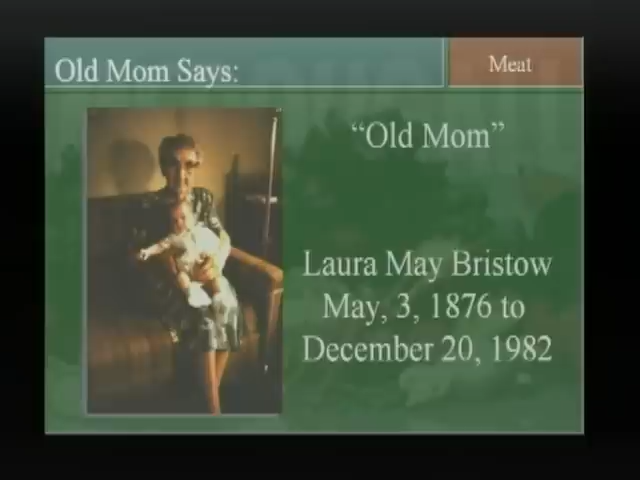 Old Mom Says:
Meat
“Old Mom”
Laura May Bristow
May, 3, 1876 to
December 20, 1982